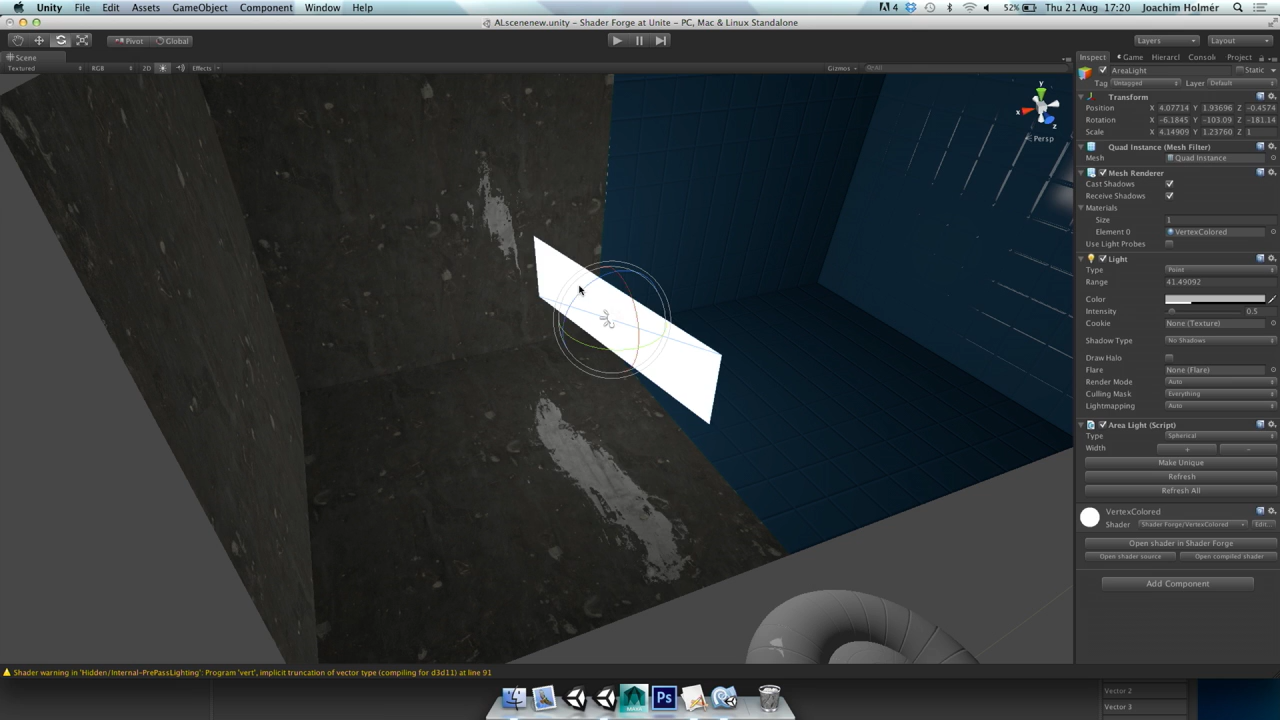 Unity File Edit Assets GameObject Component Window Help
4 52% Thu 21 Aug 17:20 Joachim Holmér
ALscenenew.unity - Shader Forge at Unite - PC, Mac & Linux Standalone
Pivot Global Layers Layout
Scene
Textured RGB 2D Effects Gizmos All
Inspect Game Hierarcl Consol Project
AreaLight Static
Tag Untagged Layer Default
Transform
Position X 4.07714 Y 1.93696 Z -0.4574
Rotation X -6.1845 Y -103.09 Z -181.14
Scale X 4.14909 Y 1.23760 Z 1
Quad Instance (Mesh Filter)
Mesh Quad Instance
Mesh Renderer
Cast Shadows
Receive Shadows
Materials
Size 1
Element 0 VertexColored
Use Light Probes
Light
Type Point
Range 41.49092
Color
Intensity 0.5
Cookie None (Texture)
Shadow Type No Shadows
Draw Halo
Flare None (Flare)
Render Mode Auto
Culling Mask Everything
Lightmapping Auto
Area Light (Script)
Type Spherical
Width + -
Make Unique
Refresh
Refresh All
VertexColored
Shader Shader Forge/VertexColored Edit...
Open shader in Shader Forge
Open shader source Open compiled shader
Add Component
y
x
z
Persp
Shader warning in 'Hidden/Internal-PrePassLighting': Program 'vert', implicit truncation of vector type (compiling for d3d11) at line 91
MAYA
Ps
Vector 2
Vector 3